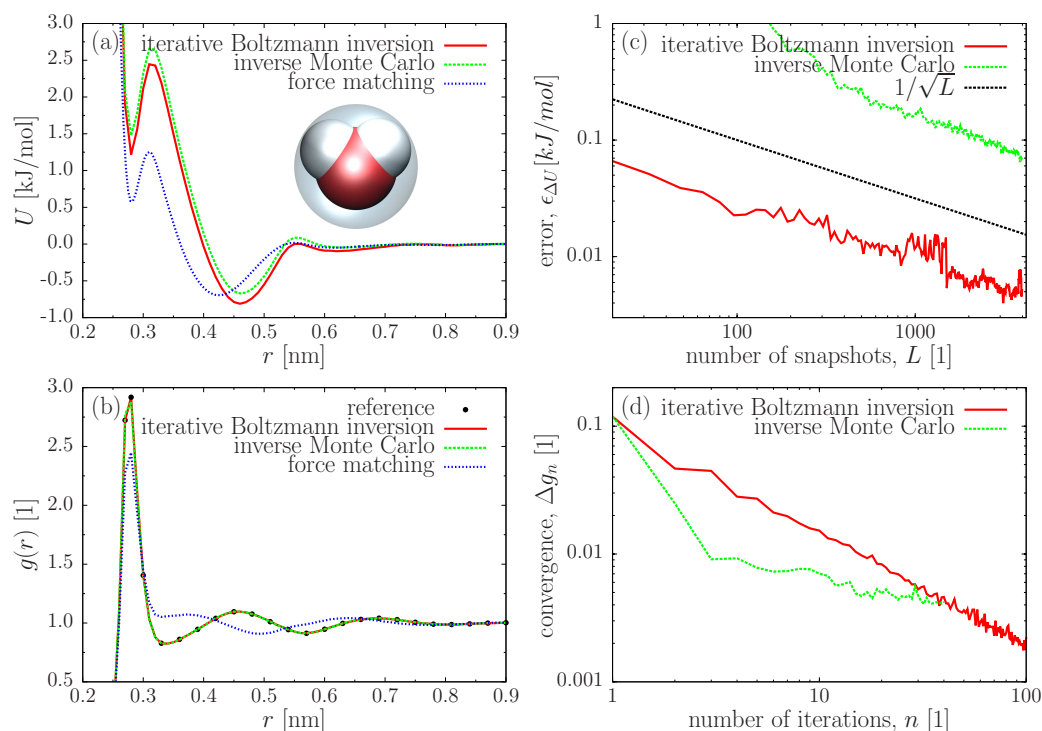 (a)
iterative Boltzmann inversion
inverse Monte Carlo
force matching
U [kJ/mol]
3.0
2.5
2.0
1.5
1.0
0.5
0.0
-0.5
-1.0
0.2 0.3 0.4 0.5 0.6 0.7 0.8 0.9
r [nm]
(c)
iterative Boltzmann inversion
inverse Monte Carlo
1/√L
error, ϵ_ΔU [kJ/mol]
1
0.1
0.01
100 1000
number of snapshots, L [1]
(b)
reference
iterative Boltzmann inversion
inverse Monte Carlo
force matching
g(r) [1]
3.0
2.5
2.0
1.5
1.0
0.5
0.2 0.3 0.4 0.5 0.6 0.7 0.8 0.9
r [nm]
(d)
iterative Boltzmann inversion
inverse Monte Carlo
convergence, Δg_n [1]
0.1
0.01
0.001
1 10 100
number of iterations, n [1]